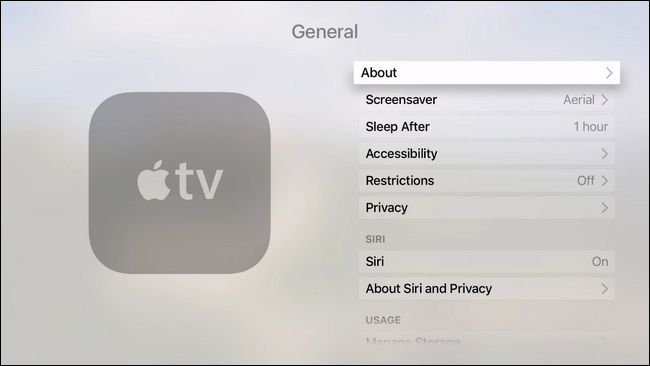 General
tv
About
Screensaver Aerial
Sleep After 1 hour
Accessibility
Restrictions Off
Privacy
SIRI
Siri On
About Siri and Privacy
USAGE
Manage Storage